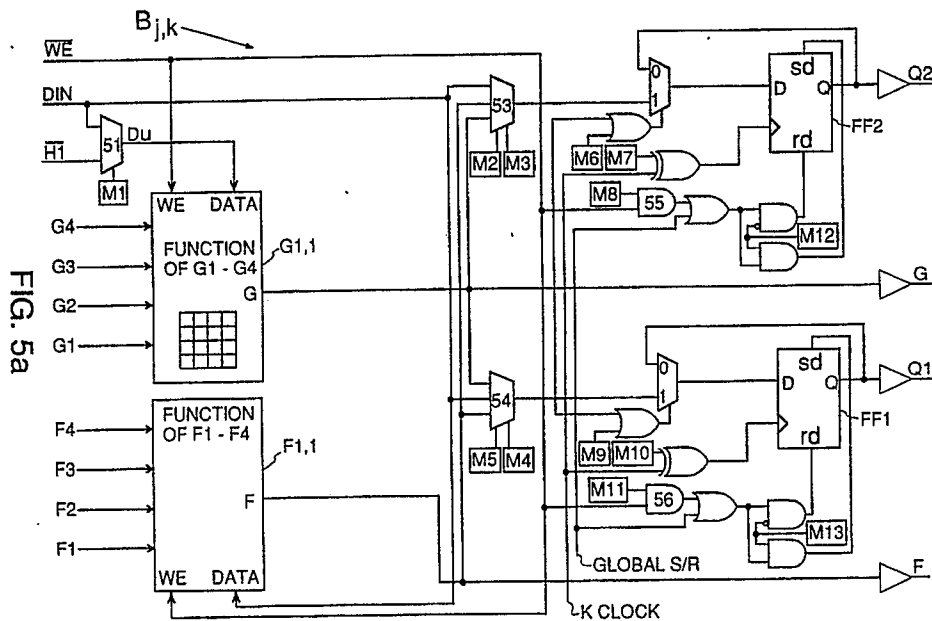 B j,k
WE
DIN
H1
51
Du
M1
WE DATA
G4
G3
G2
G1
FUNCTION
OF G1 - G4
G
G1,1
FIG. 5a
F4
F3
F2
F1
FUNCTION
OF F1 - F4
F
F1,1
WE DATA
53
M2 M3
54
M5 M4
0
1
M6 M7
M8
55
sd
D Q
rd
FF2
M12
Q2
G
0
1
M9 M10
M11
56
sd
D Q
rd
FF1
M13
Q1
GLOBAL S/R
F
K CLOCK